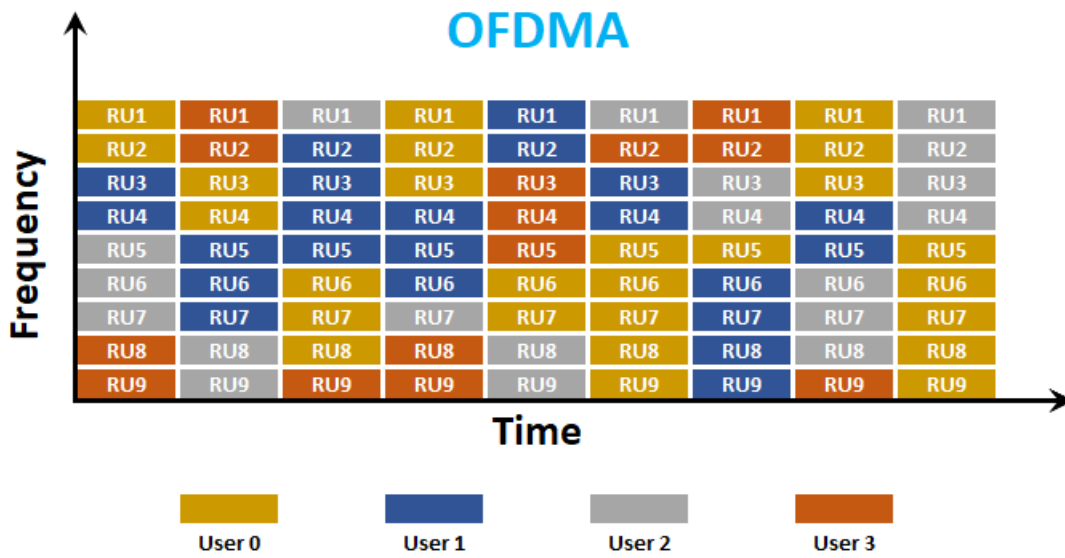 OFDMA
Frequency
RU1 RU1 RU1 RU1 RU1 RU1 RU1 RU1 RU1
RU2 RU2 RU2 RU2 RU2 RU2 RU2 RU2 RU2
RU3 RU3 RU3 RU3 RU3 RU3 RU3 RU3 RU3
RU4 RU4 RU4 RU4 RU4 RU4 RU4 RU4 RU4
RU5 RU5 RU5 RU5 RU5 RU5 RU5 RU5 RU5
RU6 RU6 RU6 RU6 RU6 RU6 RU6 RU6 RU6
RU7 RU7 RU7 RU7 RU7 RU7 RU7 RU7 RU7
RU8 RU8 RU8 RU8 RU8 RU8 RU8 RU8 RU8
RU9 RU9 RU9 RU9 RU9 RU9 RU9 RU9 RU9
Time
User 0 User 1 User 2 User 3